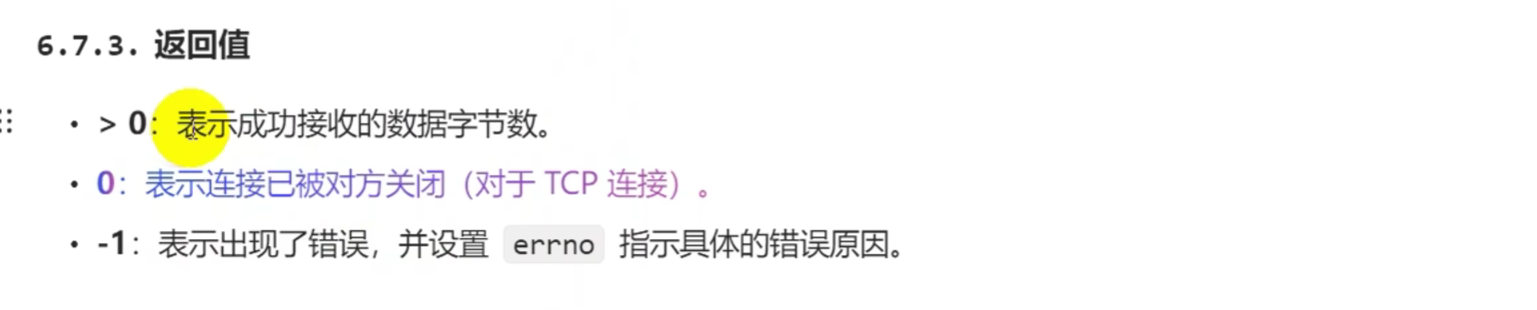 6.7.3. 返回值
• > 0：表示成功接收的数据字节数。
• 0：表示连接已被对方关闭（对于 TCP 连接）。
• -1：表示出现了错误，并设置 errno 指示具体的错误原因。